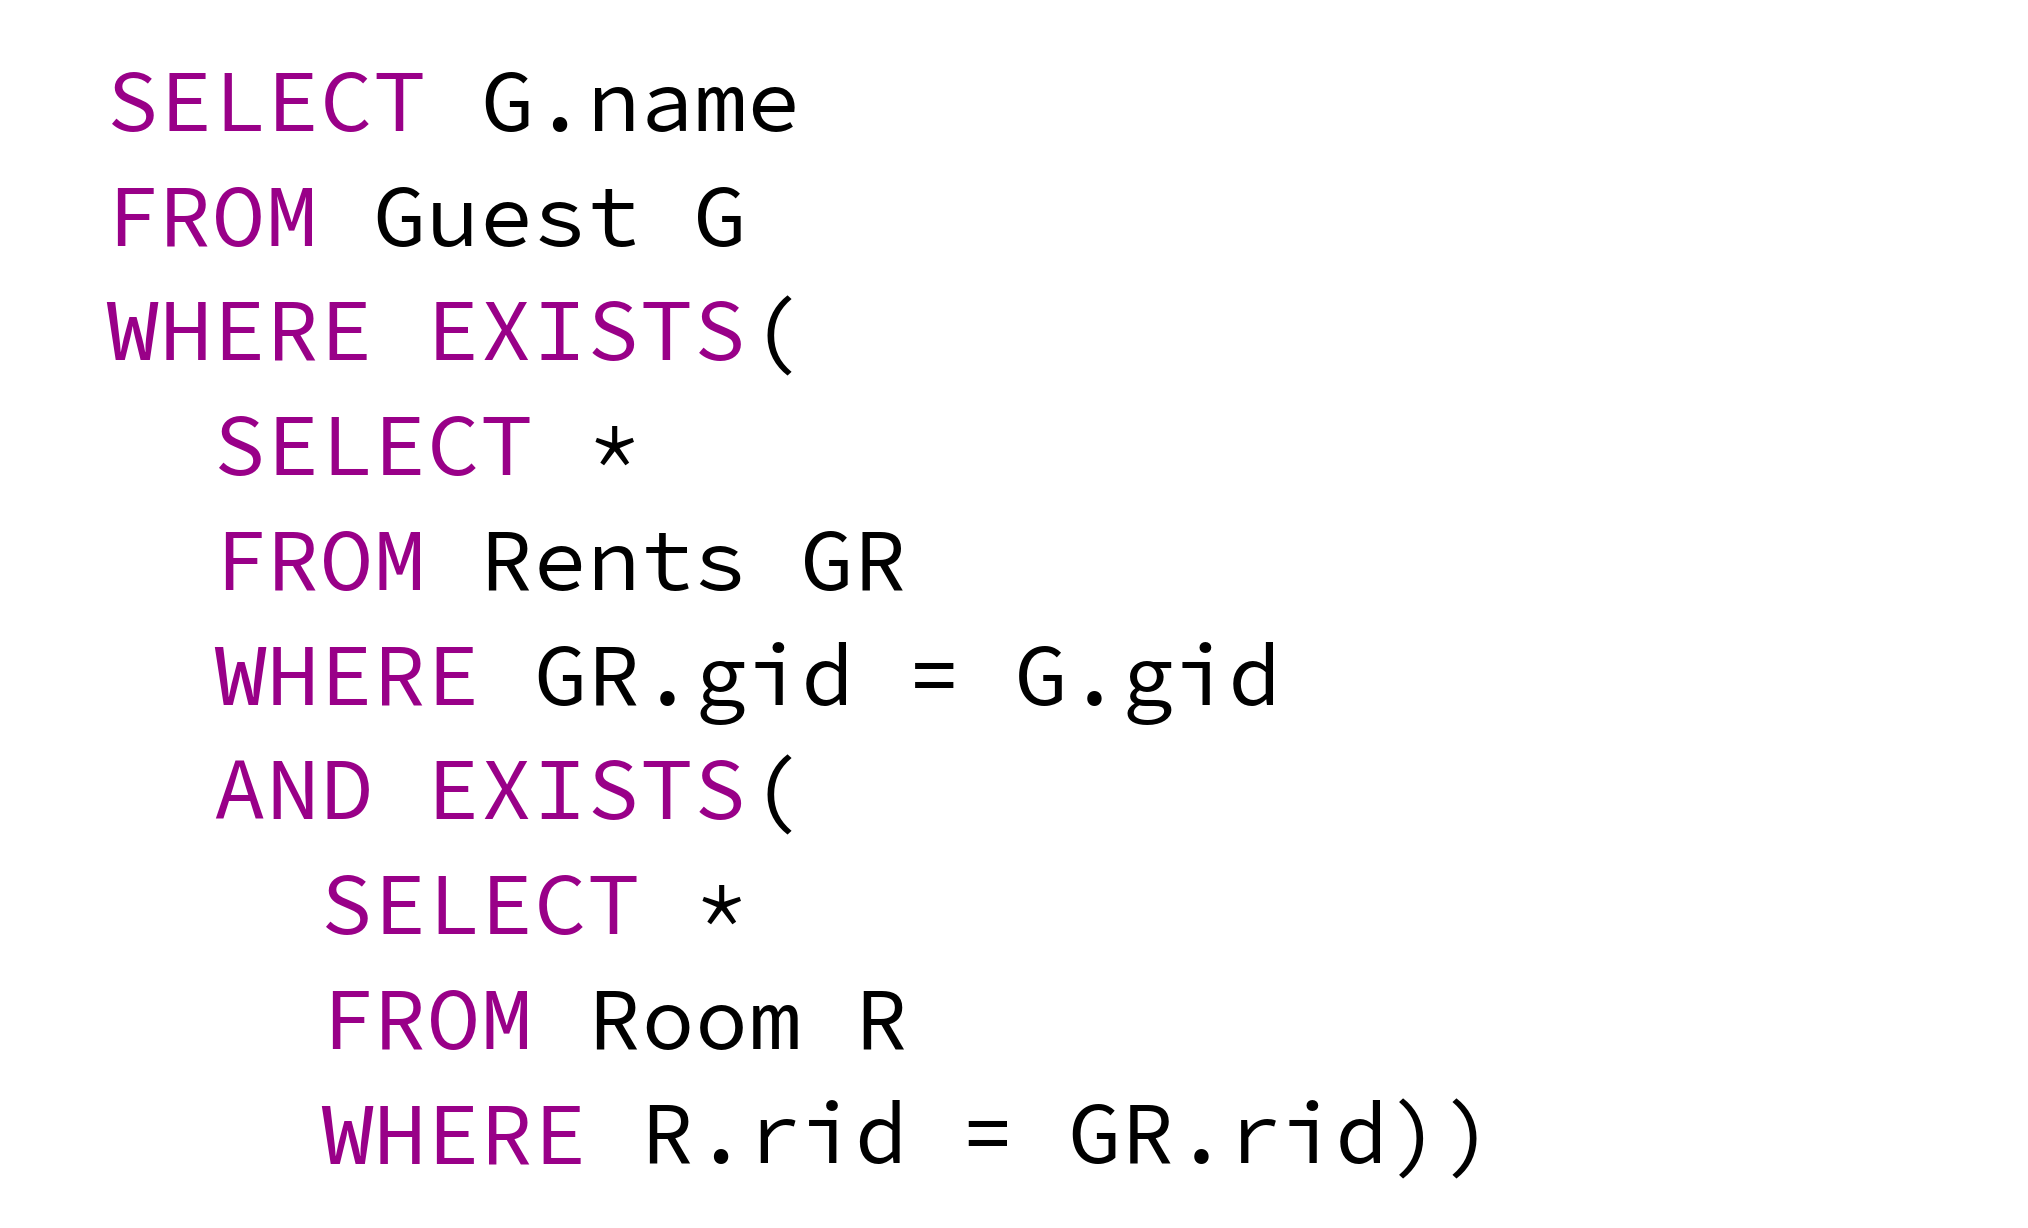 SELECT G.name
FROM Guest G
WHERE EXISTS(
  SELECT *
  FROM Rents GR
  WHERE GR.gid = G.gid
  AND EXISTS(
    SELECT *
    FROM Room R
    WHERE R.rid = GR.rid))